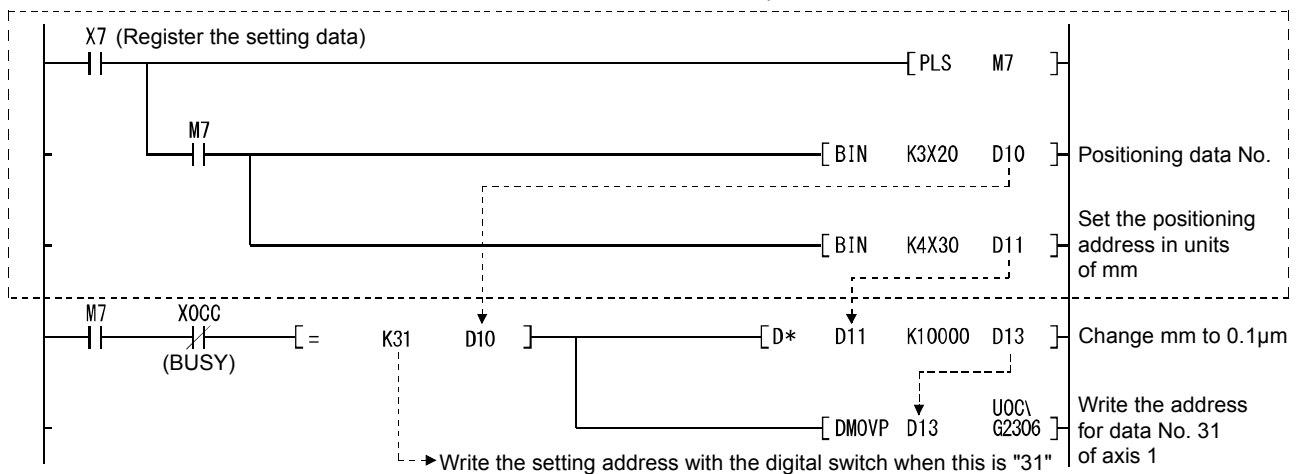 X7 (Register the setting data)
[ PLS M7 ]
M7
[ BIN K3X20 D10 ] Positioning data No.
Set the positioning
[ BIN K4X30 D11 ] address in units
of mm
M7 X0CC
[ = K31 D10 ] [ D* D11 K10000 D13 ] Change mm to 0.1µm
(BUSY)
U0C\ Write the address
[ DMOVP D13 G2306 ] for data No. 31
Write the setting address with the digital switch when this is "31" of axis 1